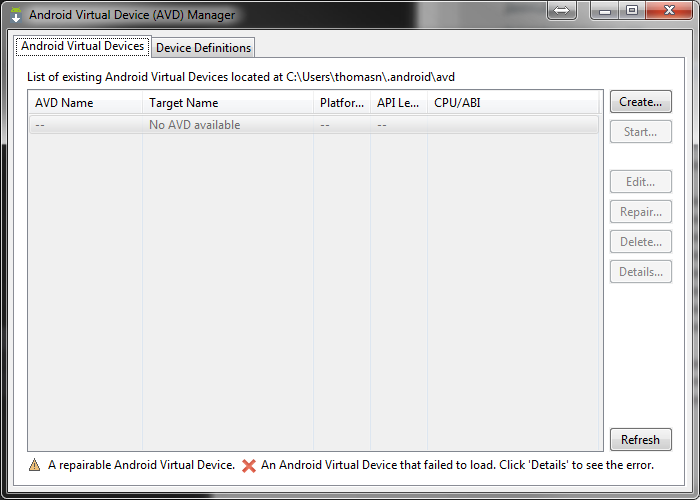 Android Virtual Device (AVD) Manager
Android Virtual Devices
Device Definitions
List of existing Android Virtual Devices located at C:\Users\thomasn\.android\avd
AVD Name Target Name Platfor... API Le... CPU/ABI
-- No AVD available -- --
Create...
Start...
Edit...
Repair...
Delete...
Details...
Refresh
A repairable Android Virtual Device. An Android Virtual Device that failed to load. Click 'Details' to see the error.